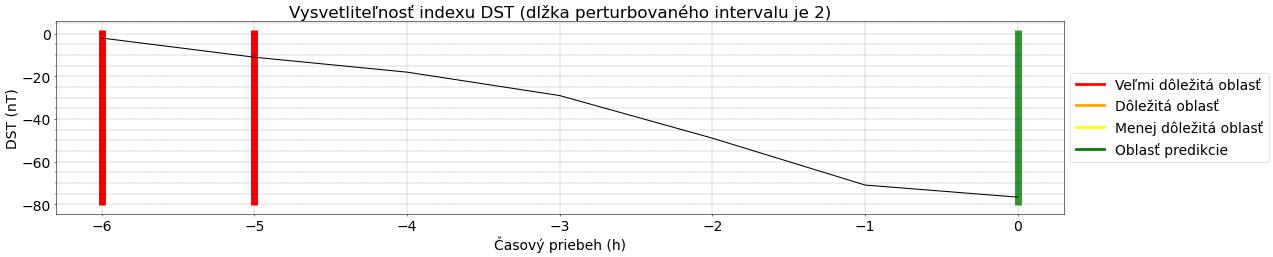 Vysvetliteľnosť indexu DST (dĺžka perturbovaného intervalu je 2)
DST (nT)
0
−20
−40
−60
−80
−6
−5
−4
−3
−2
−1
0
Časový priebeh (h)
Veľmi dôležitá oblasť
Dôležitá oblasť
Menej dôležitá oblasť
Oblasť predikcie